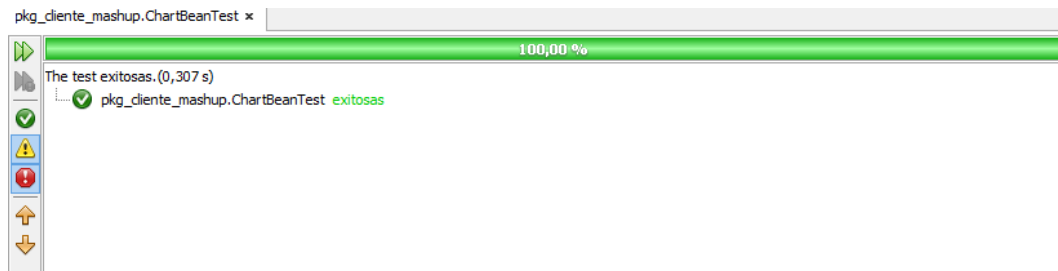 pkg_cliente_mashup.ChartBeanTest ×
100,00 %
The test exitosas.(0,307 s)
pkg_cliente_mashup.ChartBeanTest exitosas